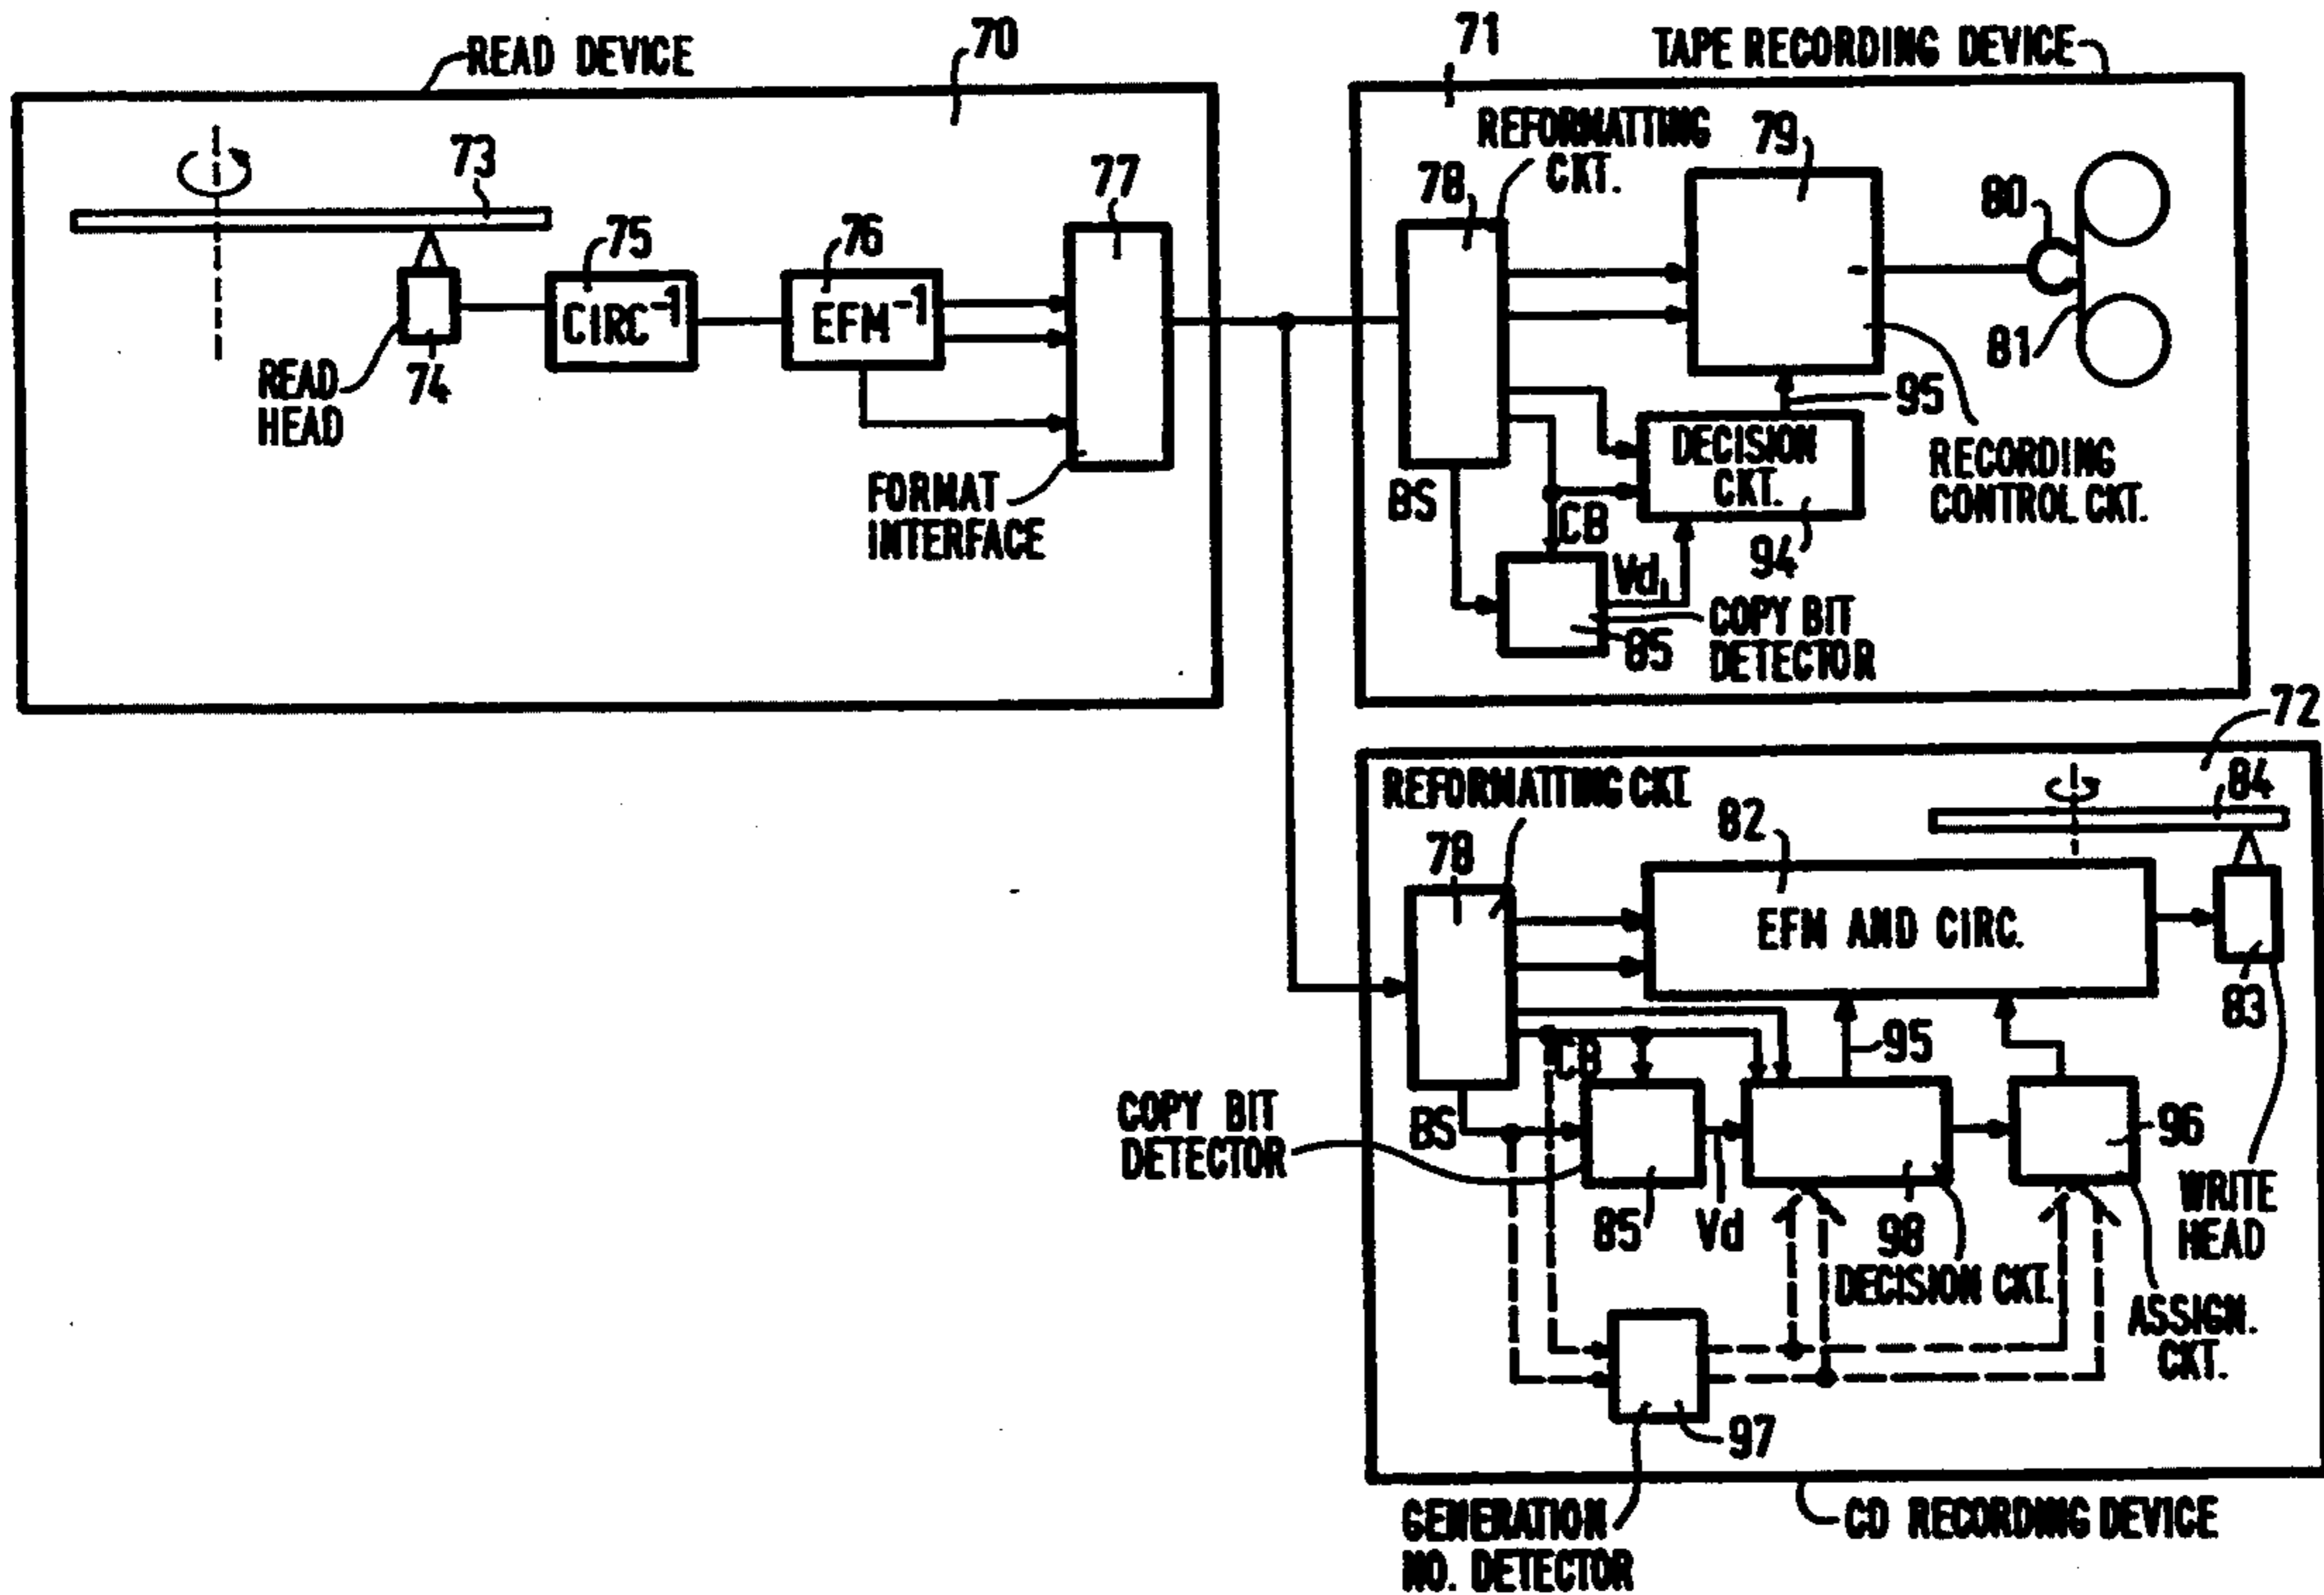 READ DEVICE
70
73
75
76
77
CIRC-1
EFM-1
READ
HEAD
74
FORMAT
INTERFACE
71
TAPE RECORDING DEVICE
REFORMATTING
CKT.
78
79
80
81
95
DECISION
CKT.
RECORDING
CONTROL CKT.
BS
CB
94
Vd
85
COPY BIT
DETECTOR
72
REFORMATTING CKT.
84
82
78
EFM AND CIRC.
83
CB
95
COPY BIT
DETECTOR
BS
96
85
Vd
98
DECISION CKT.
WRITE
HEAD
ASSIGN.
CKT.
97
GENERATION
NO. DETECTOR
CD RECORDING DEVICE